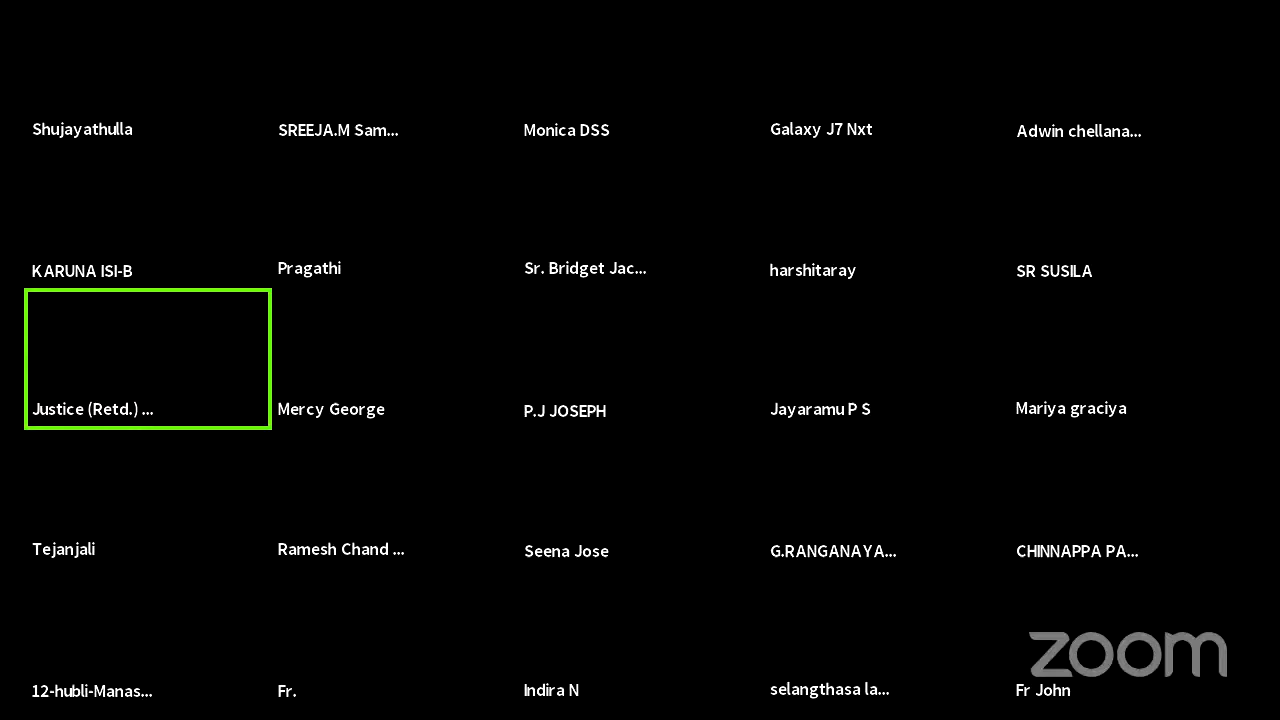 Shujayathulla
SREEJA.M Sam...
Monica DSS
Galaxy J7 Nxt
Adwin chellana...
KARUNA ISI-B
Pragathi
Sr. Bridget Jac...
harshitaray
SR SUSILA
Justice (Retd.) ...
Mercy George
P.J JOSEPH
Jayaramu P S
Mariya graciya
Tejanjali
Ramesh Chand ...
Seena Jose
G.RANGANAYA...
CHINNAPPA PA...
12-hubli-Manas...
Fr.
Indira N
selangthasa la...
Fr John
zoom